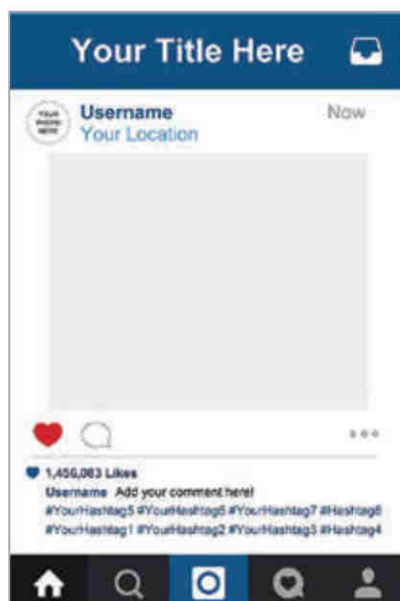 Your Title Here
YOUR PHOTO HERE
Username
Now
Your Location
1,456,083 Likes
Username Add your comment here!
#YourHashtag5 #YourHashtag6 #YourHashtag7 #Hashtag8
#YourHashtag1 #YourHashtag2 #YourHashtag3 #Hashtag4